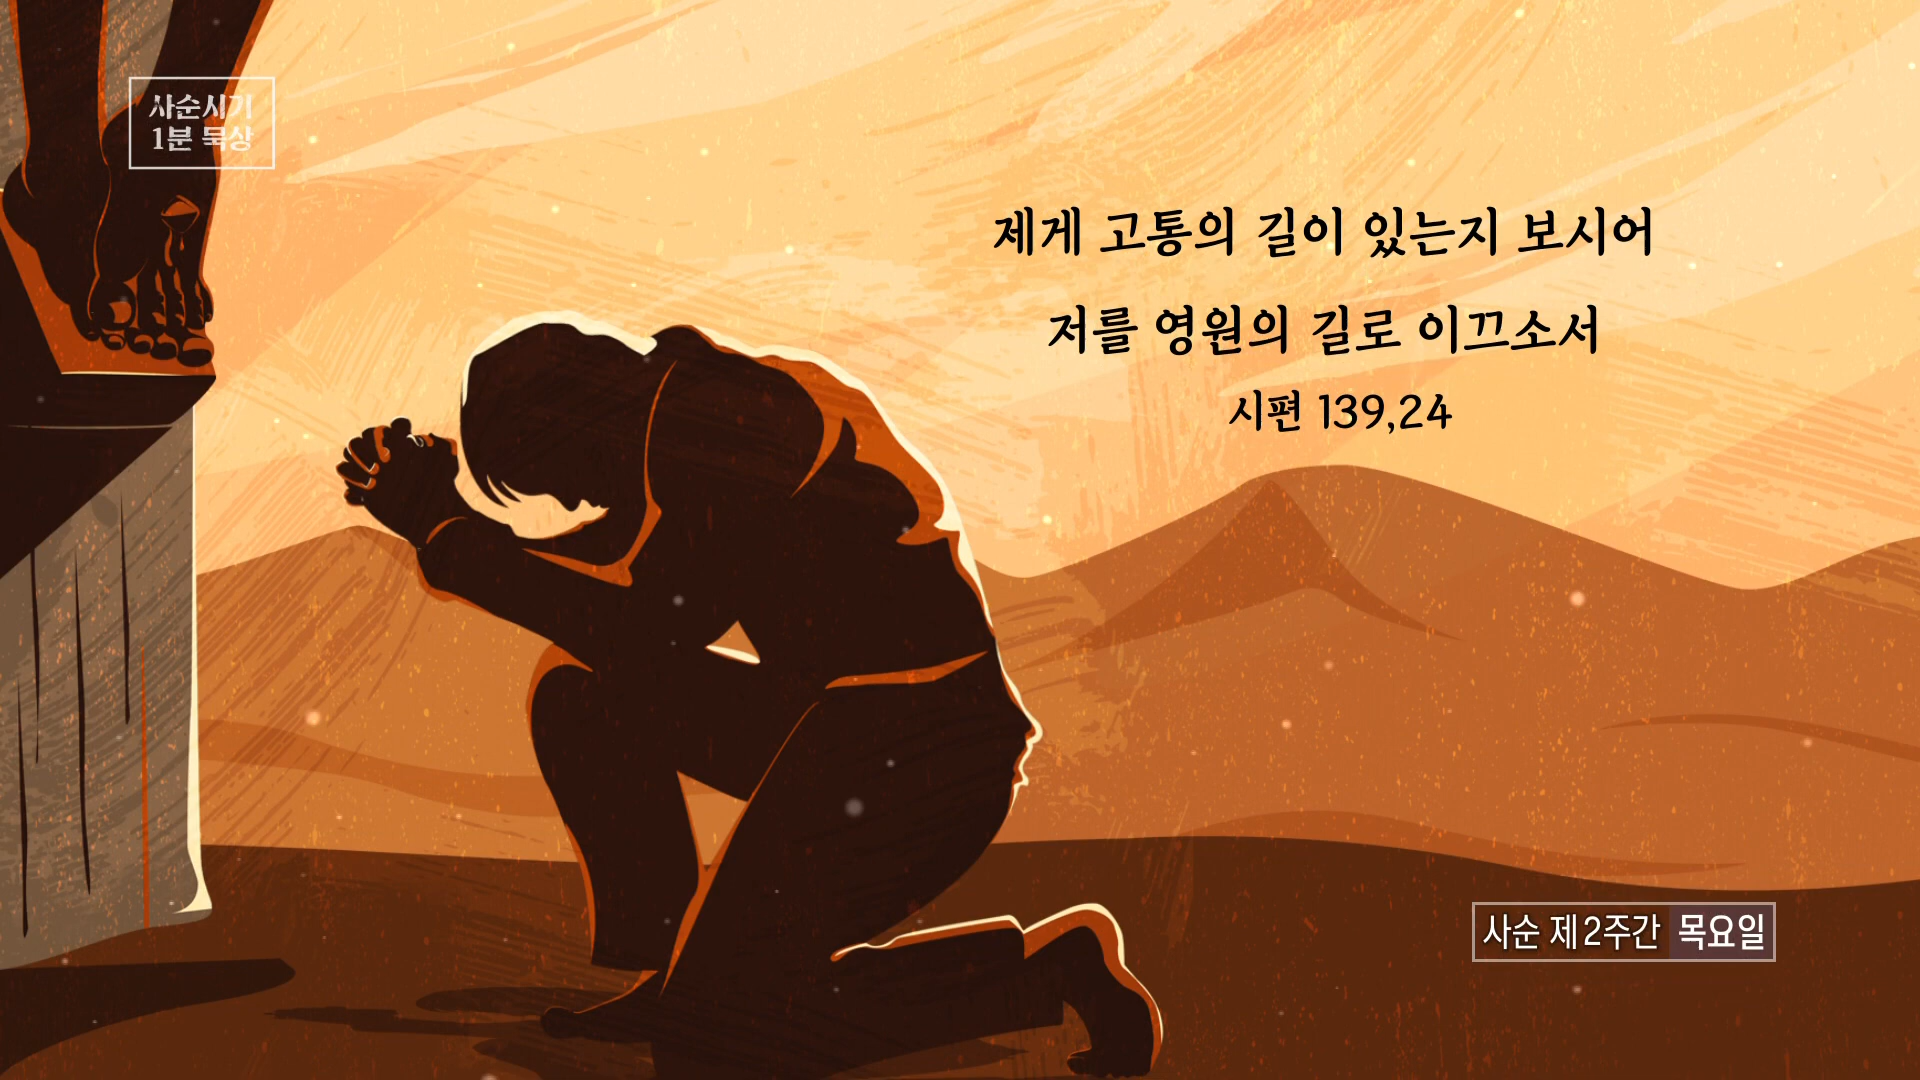 사순시기
1분 묵상
제게 고통의 길이 있는지 보시어
저를 영원의 길로 이끄소서
시편 139,24
사순 제2주간 목요일